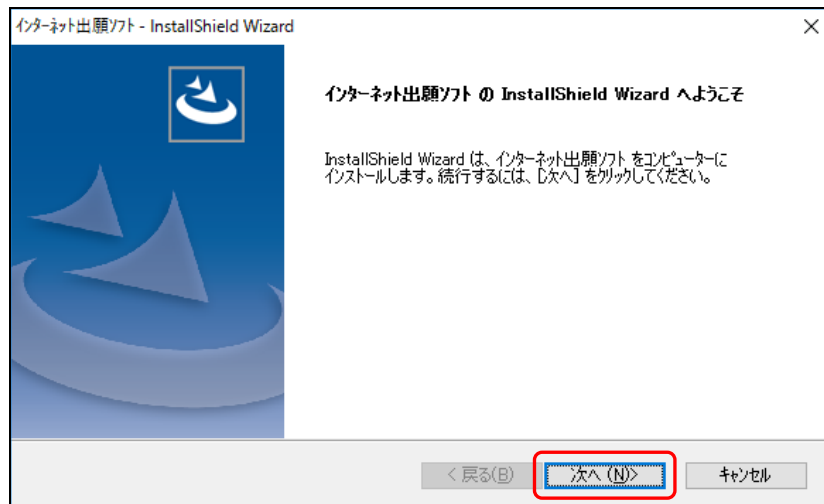 インターネット出願ソフト - InstallShield Wizard
インターネット出願ソフト の InstallShield Wizard へようこそ
InstallShield Wizard は、インターネット出願ソフト をコンピューターに
インストールします。続行するには、[次へ] をクリックしてください。
< 戻る(B)
次へ (N)>
キャンセル